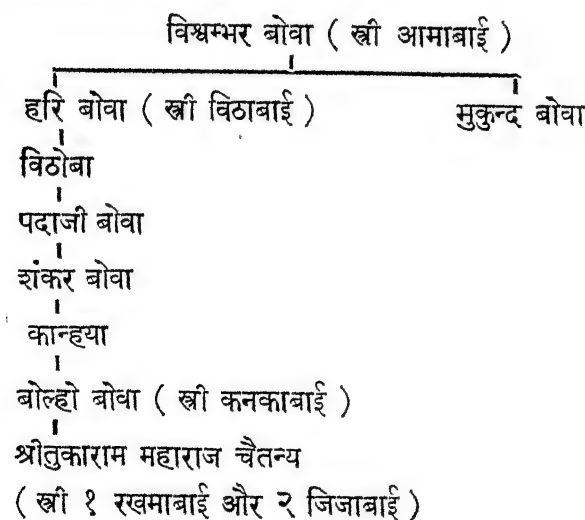 विश्वम्भर बोवा ( स्त्री आमाबाई )
हरि बोवा ( स्त्री विठाबाई ) मुकुन्द बोवा
विठोबा
पदाजी बोवा
शंकर बोवा
कान्हया
बोल्हो बोवा ( स्त्री कनकाबाई )
श्रीतुकाराम महाराज चैतन्य
( स्त्री १ रखमाबाई और २ जिजाबाई )